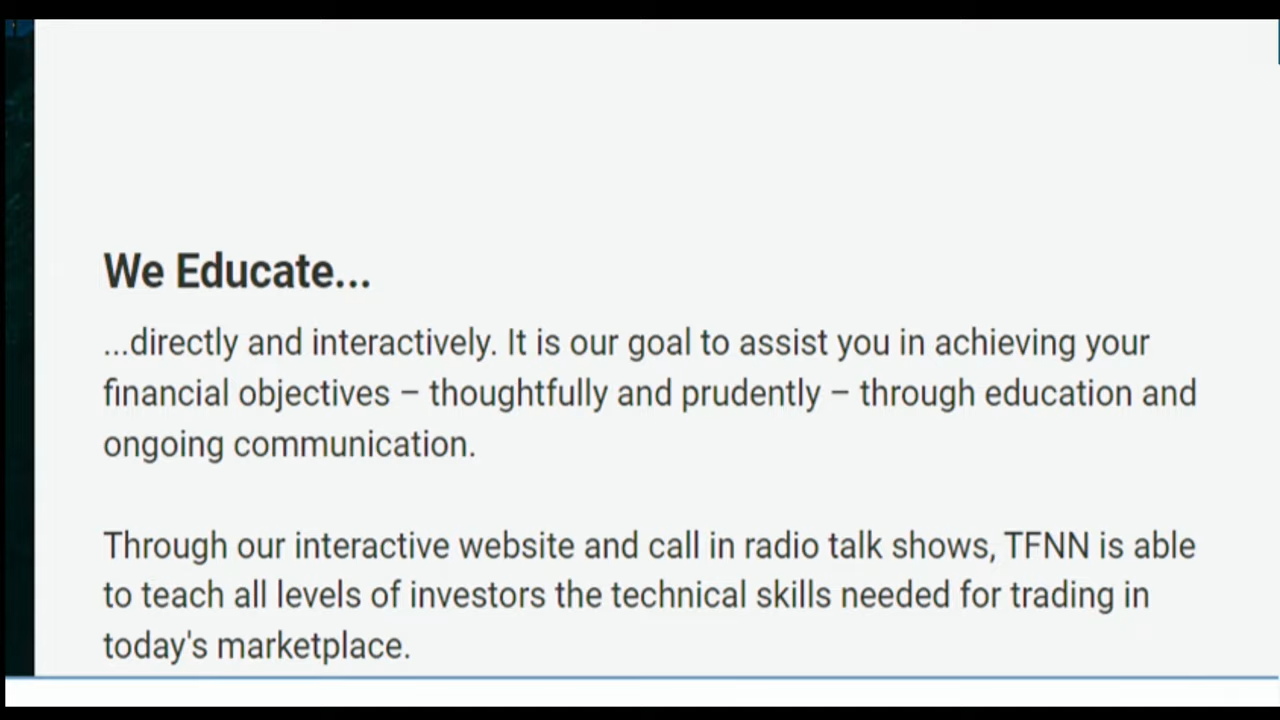 We Educate...
...directly and interactively. It is our goal to assist you in achieving your
financial objectives – thoughtfully and prudently – through education and
ongoing communication.
Through our interactive website and call in radio talk shows, TFNN is able
to teach all levels of investors the technical skills needed for trading in
today's marketplace.